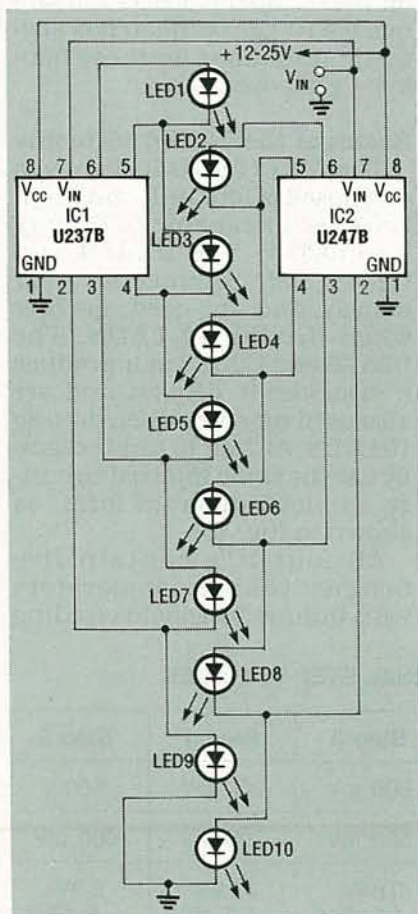 +12-25V
V_IN
LED1
8 7 6 5
V_CC V_IN
IC1
U237B
GND
1 2 3 4
LED2
5 6 7 8
V_IN V_CC
IC2
U247B
GND
4 3 2 1
LED3
LED4
LED5
LED6
LED7
LED8
LED9
LED10